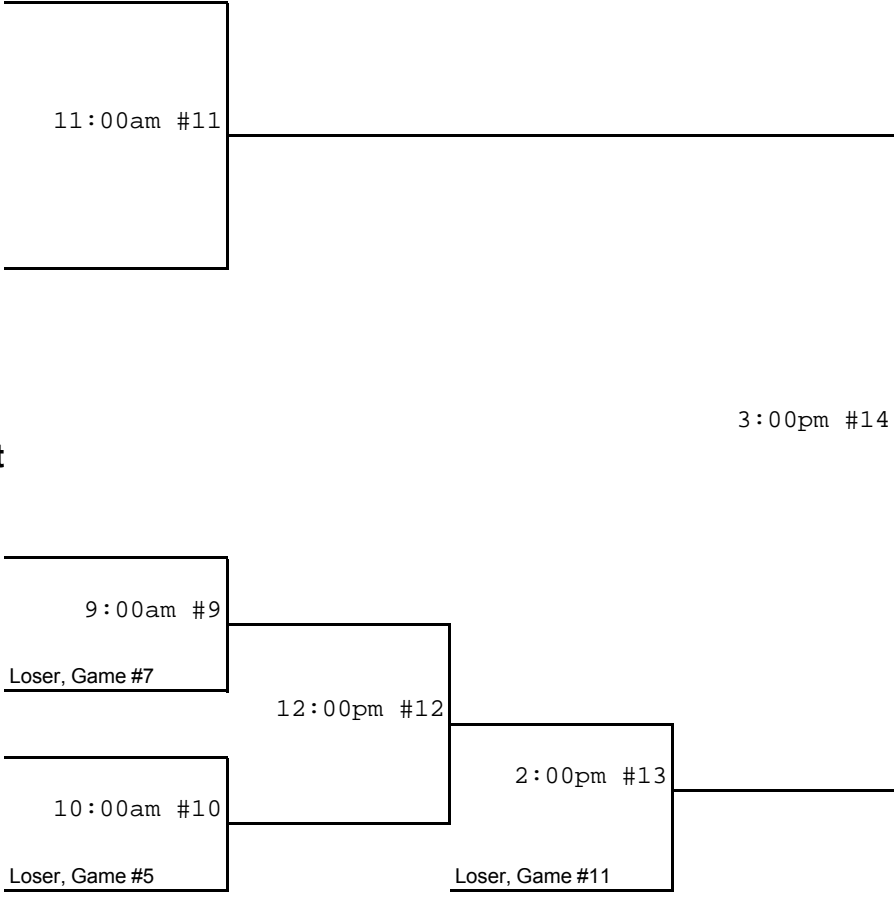 11:00am #11
3:00pm #14
t
9:00am #9
Loser, Game #7
12:00pm #12
2:00pm #13
10:00am #10
Loser, Game #5
Loser, Game #11